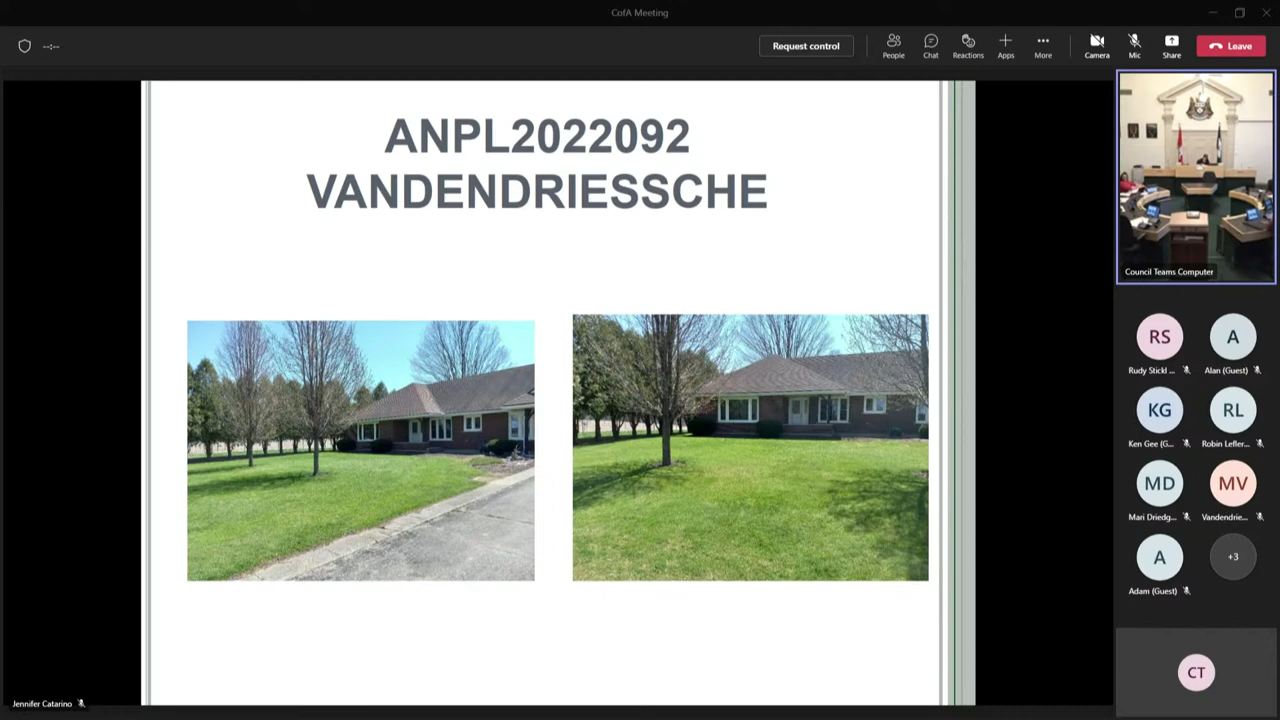 CofA Meeting
--:--
Request control
People
Chat
Reactions
Apps
More
Camera
Mic
Share
Leave
ANPL2022092
VANDENDRIESSCHE
Council Teams Computer
RS
A
Rudy Stickl ...
Alan (Guest)
KG
RL
Ken Gee (G...
Robin Lefler...
MD
MV
Mari Driedg...
Vandendrie...
A
+3
Adam (Guest)
CT
Jennifer Catarino